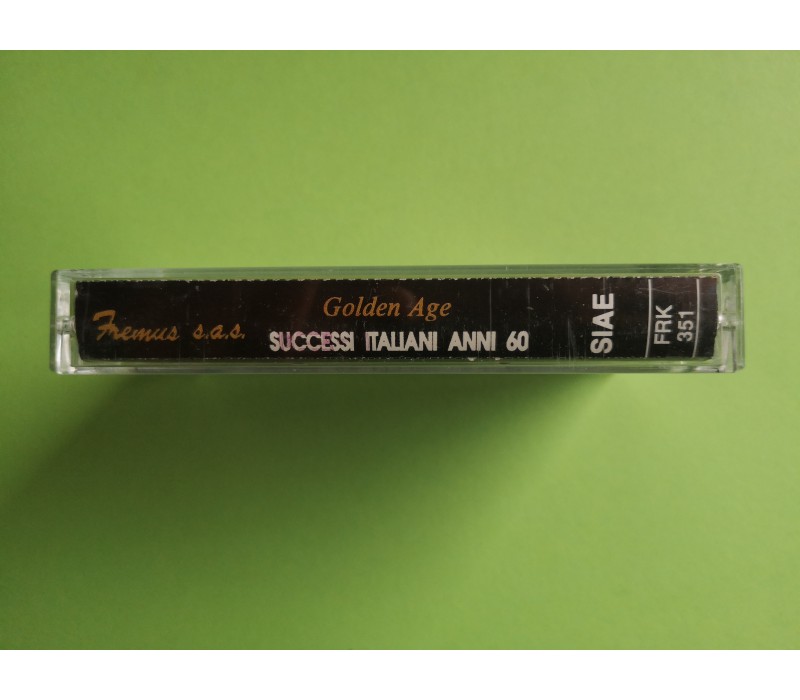 Fremus s.a.s.
Golden Age
SUCCESSI ITALIANI ANNI 60
SIAE
FRK
351